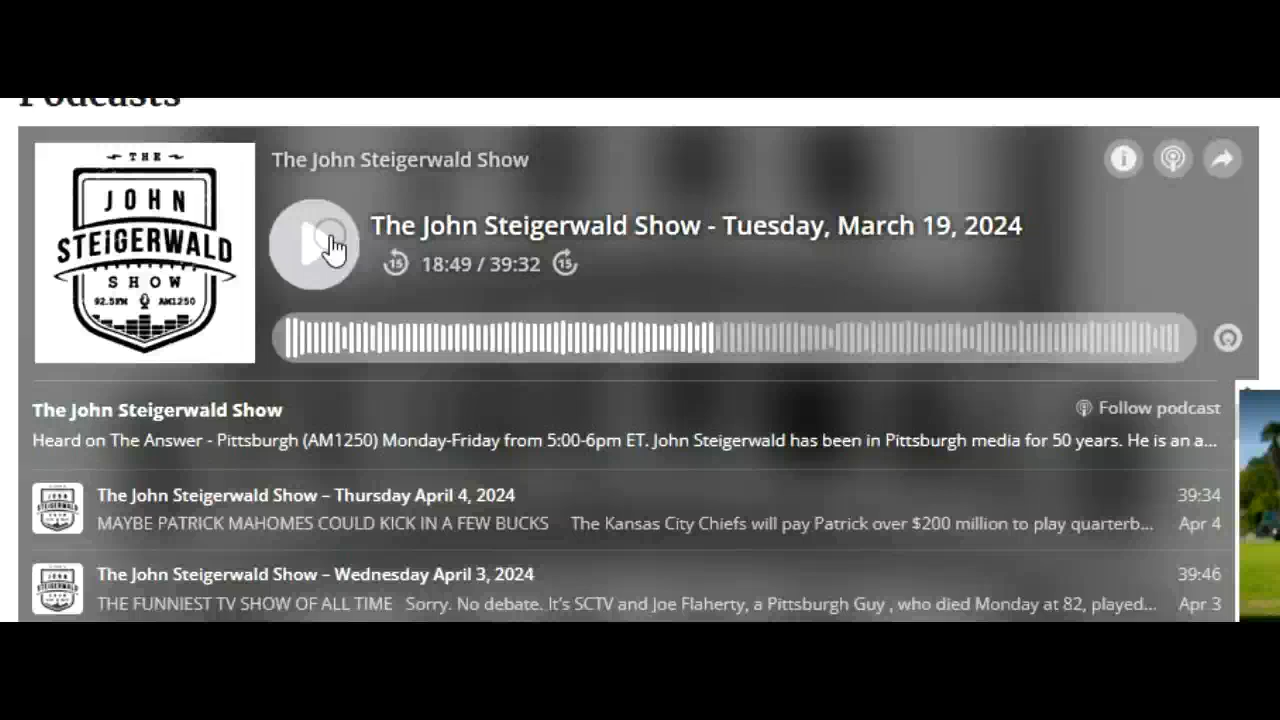 Podcasts
THE
JOHN
STEIGERWALD
SHOW
92.5FM AM1250
The John Steigerwald Show
The John Steigerwald Show - Tuesday, March 19, 2024
15 18:49 / 39:32 15
The John Steigerwald Show
Follow podcast
Heard on The Answer - Pittsburgh (AM1250) Monday-Friday from 5:00-6pm ET. John Steigerwald has been in Pittsburgh media for 50 years. He is an a...
The John Steigerwald Show – Thursday April 4, 2024
39:34
MAYBE PATRICK MAHOMES COULD KICK IN A FEW BUCKS The Kansas City Chiefs will pay Patrick over $200 million to play quarterb...
Apr 4
The John Steigerwald Show – Wednesday April 3, 2024
39:46
THE FUNNIEST TV SHOW OF ALL TIME Sorry. No debate. It's SCTV and Joe Flaherty, a Pittsburgh Guy , who died Monday at 82, played...
Apr 3